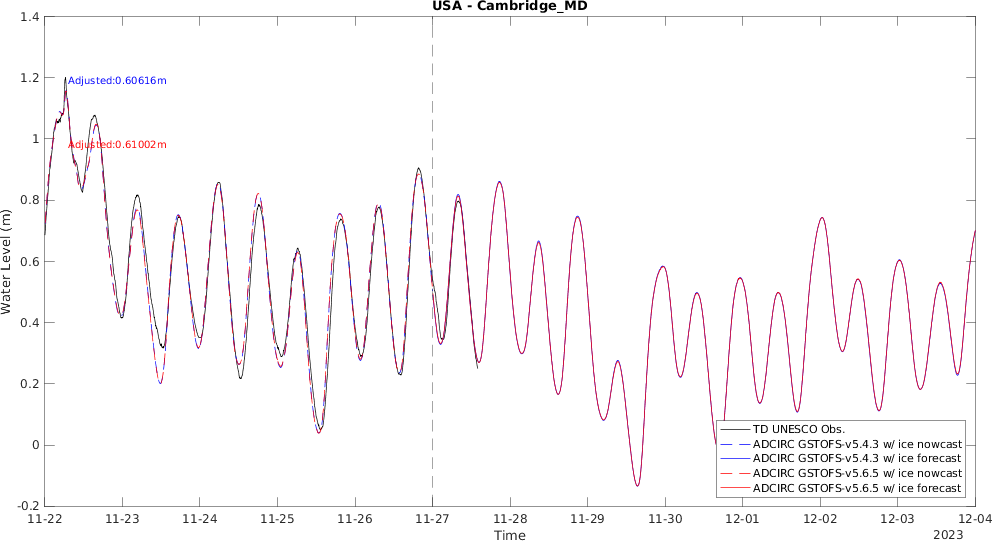 USA - Cambridge_MD
1.4
1.2
1
0.8
0.6
0.4
0.2
0
-0.2
Water Level (m)
Adjusted:0.60616m
Adjusted:0.61002m
TD UNESCO Obs.
ADCIRC GSTOFS-v5.4.3 w/ ice nowcast
ADCIRC GSTOFS-v5.4.3 w/ ice forecast
ADCIRC GSTOFS-v5.6.5 w/ ice nowcast
ADCIRC GSTOFS-v5.6.5 w/ ice forecast
11-22 11-23 11-24 11-25 11-26 11-27 11-28 11-29 11-30 12-01 12-02 12-03 12-04
Time
2023